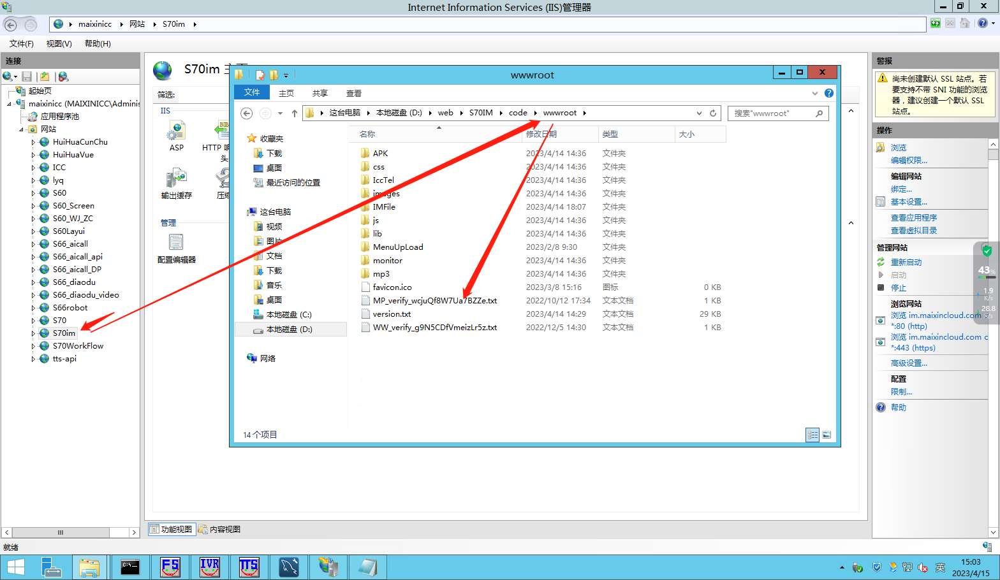 Internet Information Services (IIS)管理器
maixinicc
网站
S70im
文件(F)
视图(V)
帮助(H)
连接
起始页
maixinicc (MAIXINICC\Adminis
应用程序池
网站
HuiHuaCunChu
HuiHuaVue
ICC
lyq
S60
S60_Screen
S60_WJ_ZC
S60Layui
S66_aicall
S66_aicall_api
S66_aicall_DP
S66_diaodu
S66_diaodu_video
S66robot
S70
S70im
S70WorkFlow
tts-api
S70im 主页
筛选:
IIS
ASP
HTTP 响
头
输出缓存
压缩
管理
配置编辑器
wwwroot
文件
主页
共享
查看
这台电脑
本地磁盘 (D:)
web
S70IM
code
wwwroot
搜索"wwwroot"
收藏夹
下载
桌面
最近访问的位置
这台电脑
视频
图片
文档
下载
音乐
桌面
本地磁盘 (C:)
本地磁盘 (D:)
网络
名称 修改日期 类型 大小
APK 2023/4/14 14:36 文件夹
css 2023/4/14 14:36 文件夹
IccTel 2023/4/14 14:36 文件夹
images 2023/4/14 14:36 文件夹
IMFile 2023/4/14 18:07 文件夹
js 2023/4/14 14:36 文件夹
lib 2023/4/14 14:36 文件夹
MenuUpLoad 2023/2/8 9:30 文件夹
monitor 2023/4/14 14:36 文件夹
mp3 2023/4/14 14:36 文件夹
favicon.ico 2023/3/8 15:16 图标 0 KB
MP_verify_wcjuQf8W7Ua7BZZe.txt 2022/10/12 17:34 文本文档 1 KB
version.txt 2023/4/14 14:29 文本文档 29 KB
WW_verify_g9N5CDfVmeizLr5z.txt 2022/12/5 14:30 文本文档 1 KB
14 个项目
警报
尚未创建默认 SSL 站点。若
要支持不带 SNI 功能的浏览
器，建议创建一个默认 SSL
站点。
操作
浏览
编辑权限...
编辑网站
绑定...
基本设置...
查看应用程序
查看虚拟目录
管理网站
重新启动
启动
停止
浏览网站
浏览 im.maixincloud.com
*:80 (http)
浏览 im.maixincloud.com c
*:443 (https)
高级设置...
配置
限制...
帮助
43%
1.9
K/s
28.8
K/s
功能视图
内容视图
就绪
C:\
FS
IVR
TTS
英
15:03
2023/4/15